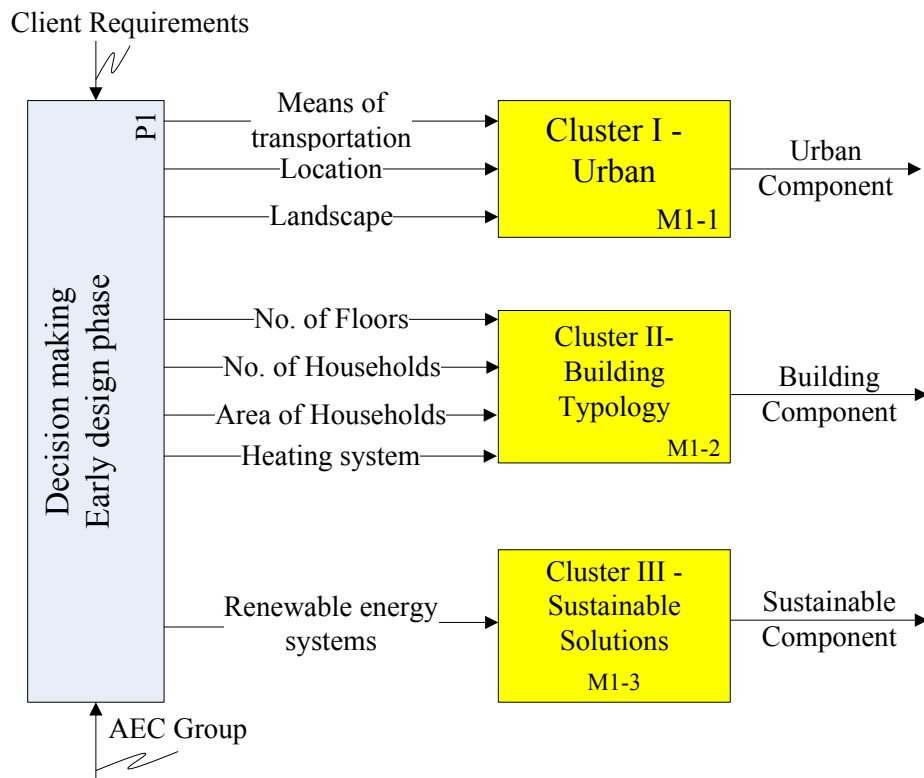 Client Requirements
P1
Decision making
Early design phase
AEC Group
Means of
transportation
Location
Landscape
Cluster I -
Urban
M1-1
Urban
Component
No. of Floors
No. of Households
Area of Households
Heating system
Cluster II-
Building
Typology
M1-2
Building
Component
Renewable energy
systems
Cluster III -
Sustainable
Solutions
M1-3
Sustainable
Component